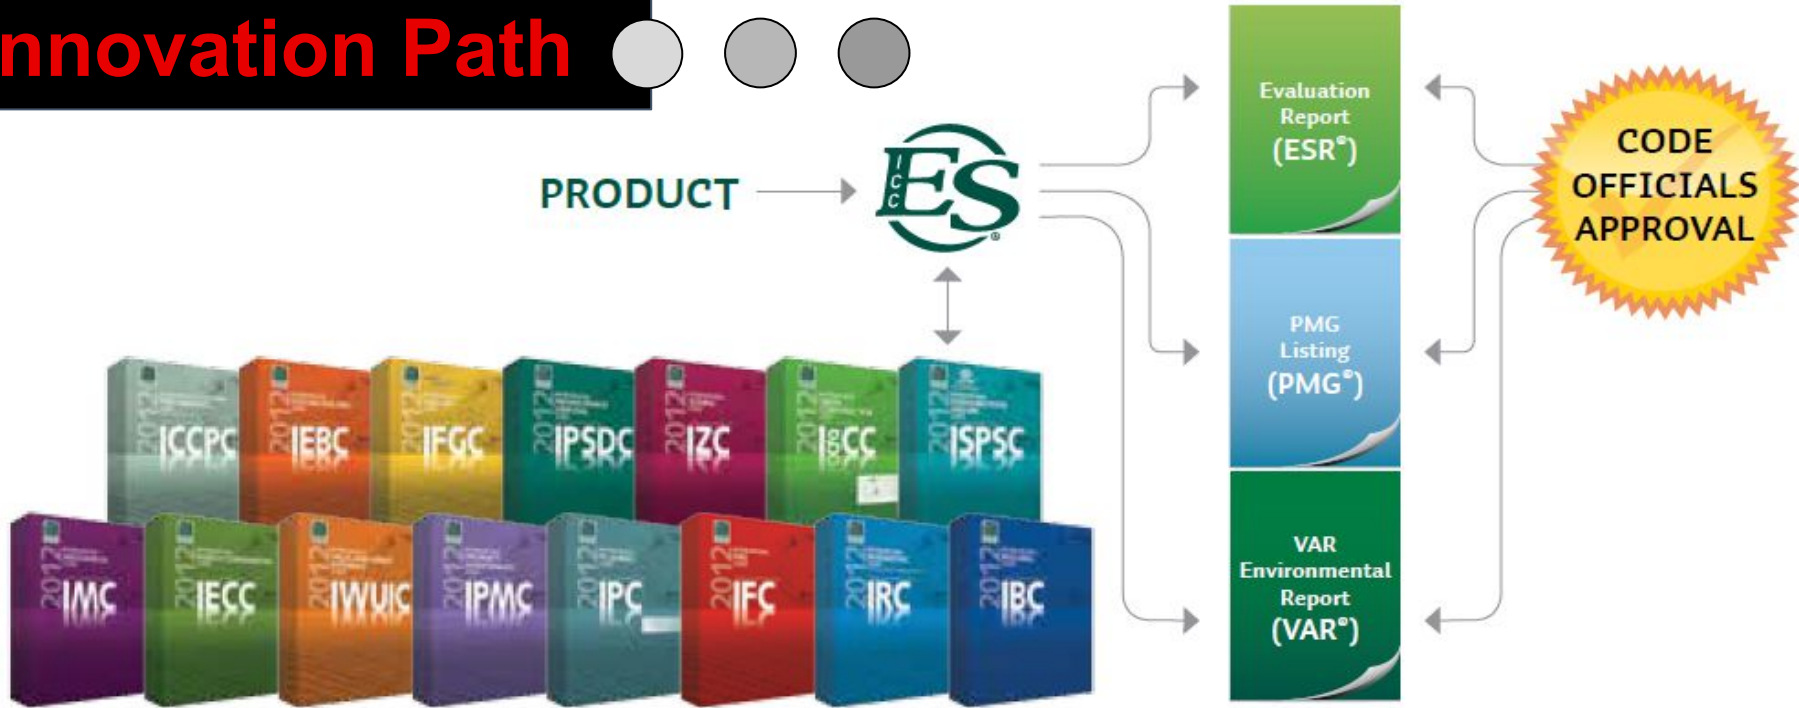 nnovation Path
PRODUCT
ICC
ES®
Evaluation
Report
(ESR®)
PMG
Listing
(PMG®)
VAR
Environmental
Report
(VAR®)
CODE
OFFICIALS
APPROVAL
2012 ICCPC
2012 IEBC
2012 IFGC
2012 IPSDC
2012 IZC
2012 IgCC
2012 ISPSC
2012 IMC
2012 IECC
2012 IWUIC
2012 IPMC
2012 IPC
2012 IFC
2012 IRC
2012 IBC